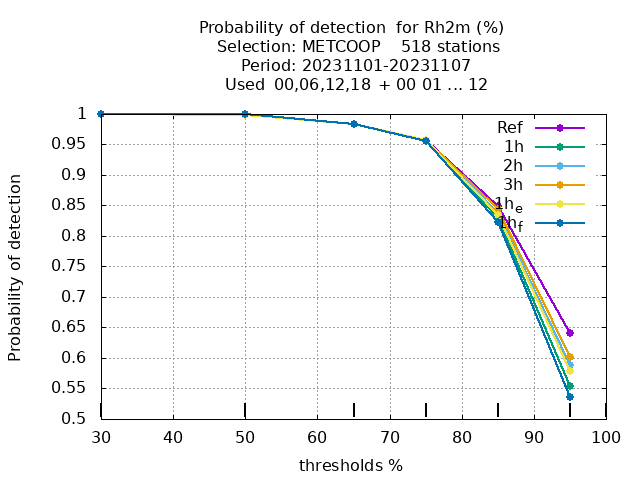 Probability of detection for Rh2m (%)
Selection: METCOOP 518 stations
Period: 20231101-20231107
Used 00,06,12,18 + 00 01 ... 12
Probability of detection
1
0.95
0.9
0.85
0.8
0.75
0.7
0.65
0.6
0.55
0.5
Ref
1h
2h
3h
1he
1hf
30 40 50 60 70 80 90 100
thresholds %